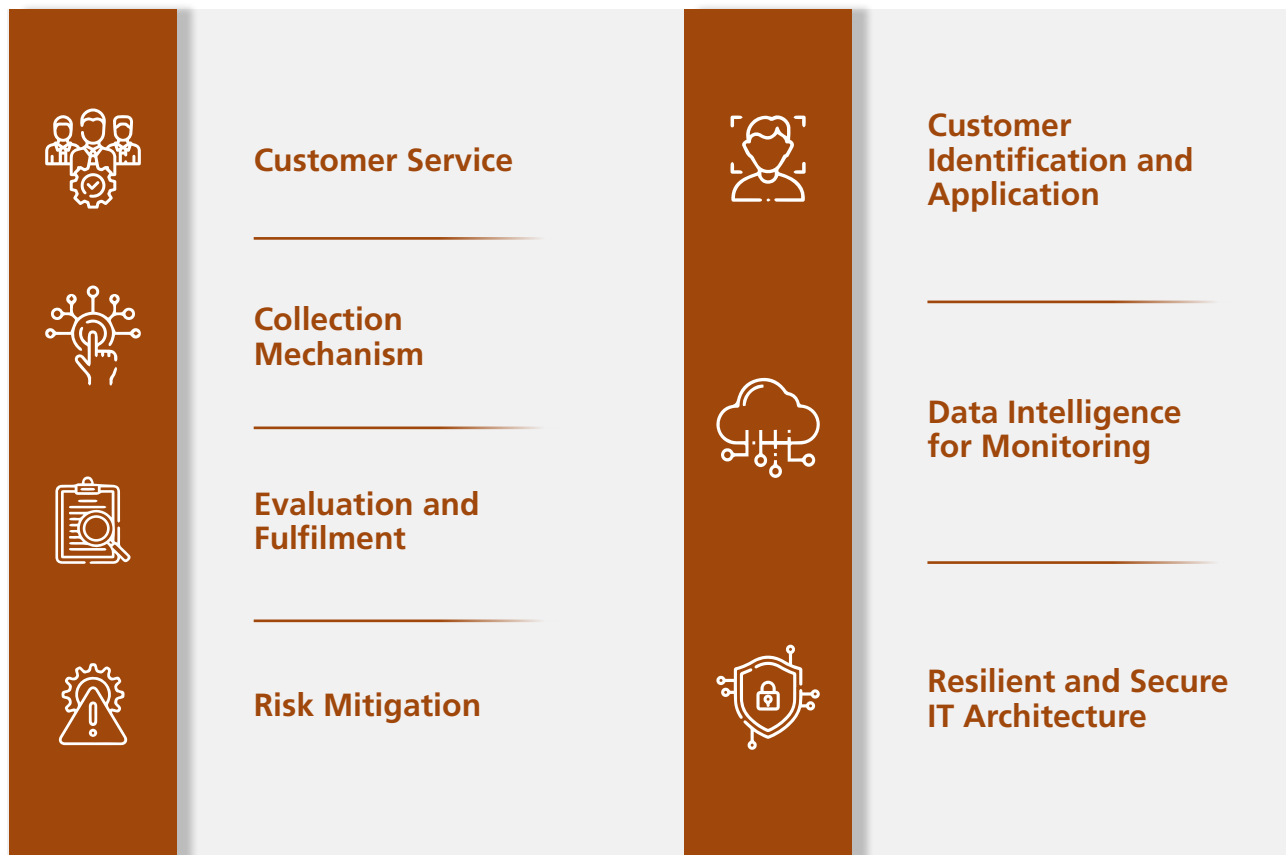 Customer Service
Collection
Mechanism
Evaluation and
Fulfilment
Risk Mitigation
Customer
Identification and
Application
Data Intelligence
for Monitoring
Resilient and Secure
IT Architecture